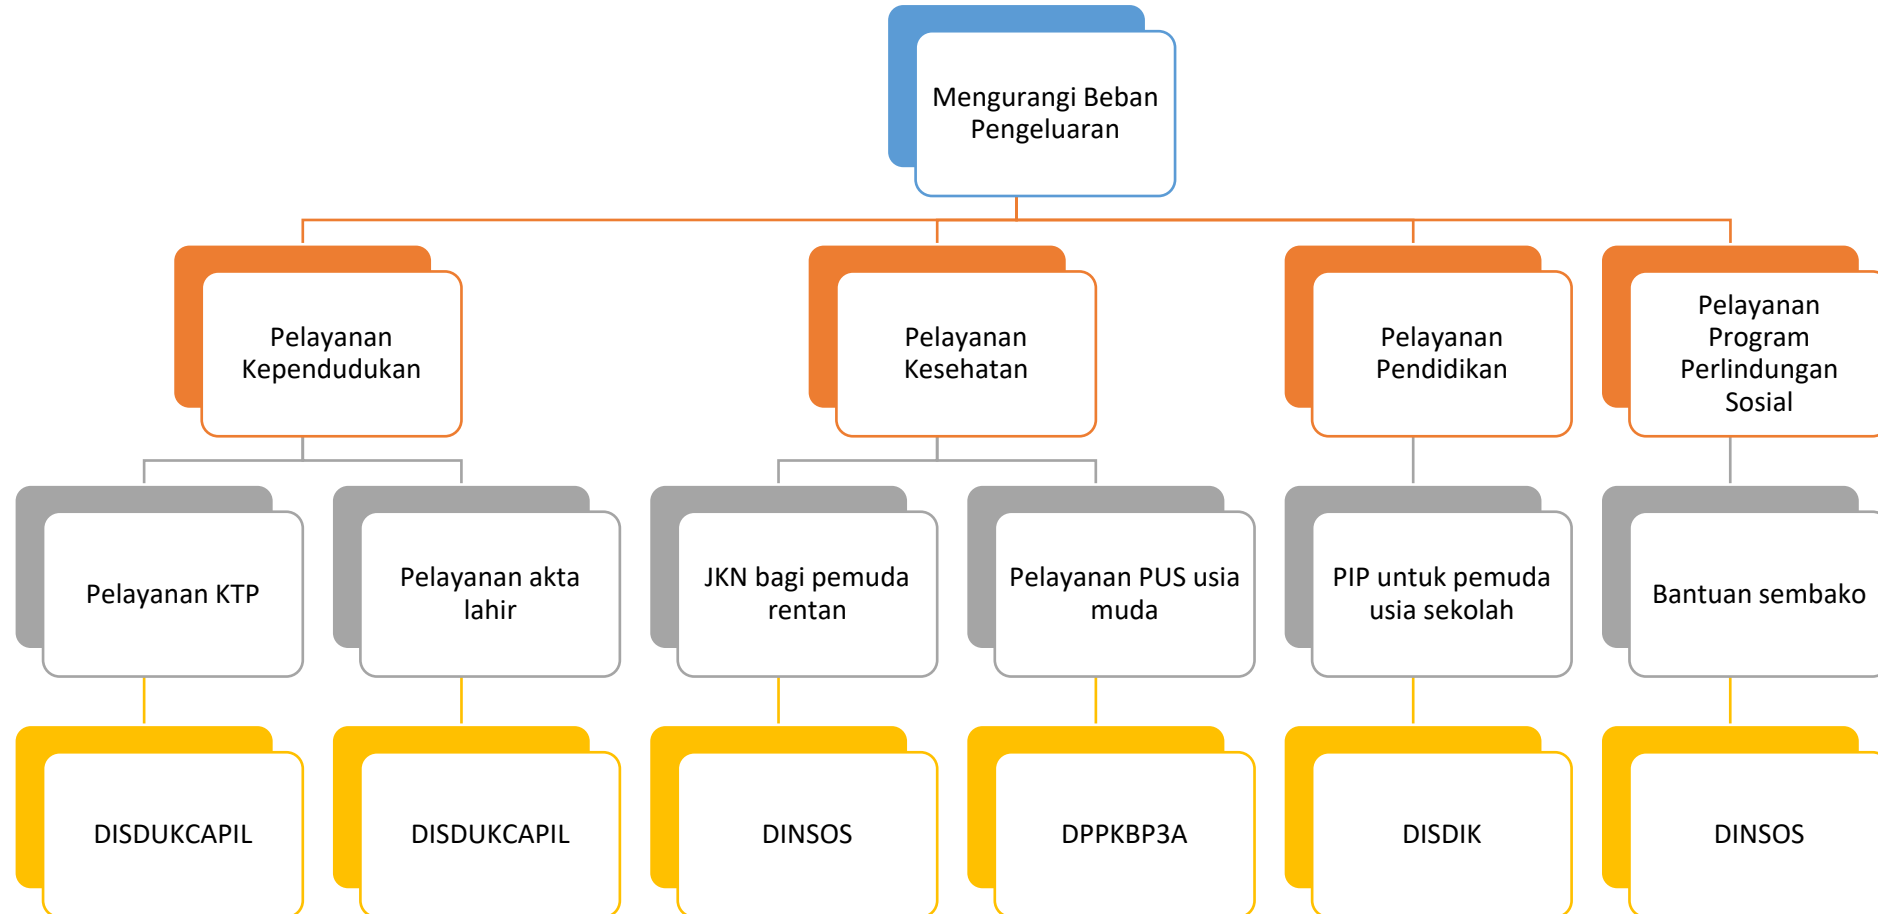 Mengurangi Beban
Pengeluaran
Pelayanan
Kependudukan
Pelayanan
Kesehatan
Pelayanan
Pendidikan
Pelayanan
Program
Perlindungan
Sosial
Pelayanan KTP
Pelayanan akta
lahir
JKN bagi pemuda
rentan
Pelayanan PUS usia
muda
PIP untuk pemuda
usia sekolah
Bantuan sembako
DISDUKCAPIL
DISDUKCAPIL
DINSOS
DPPKBP3A
DISDIK
DINSOS